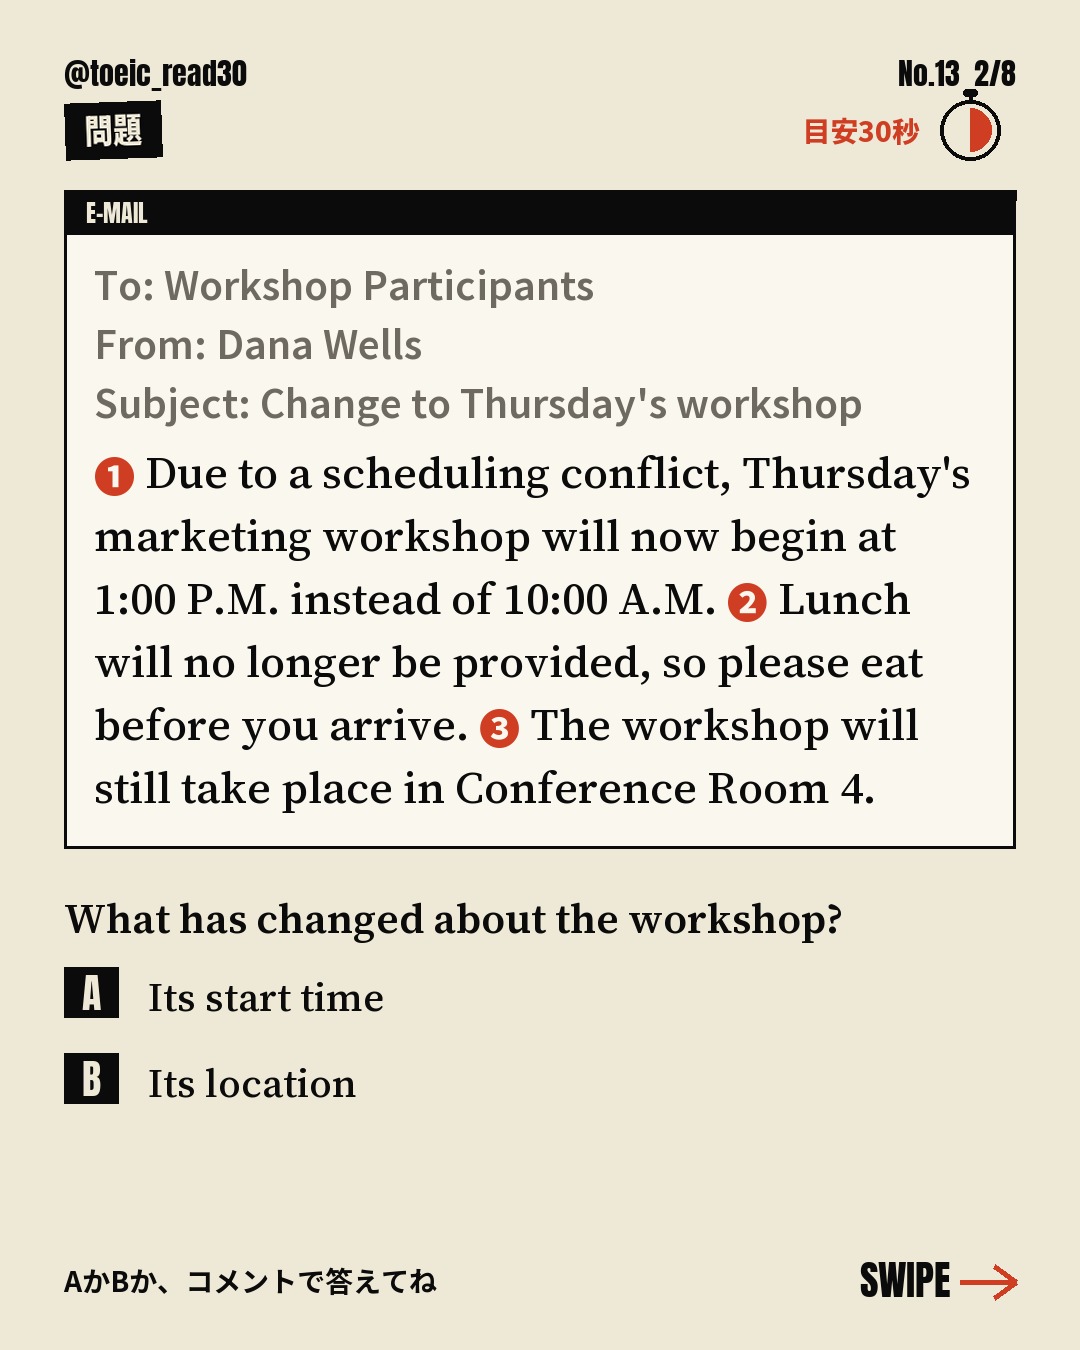 @toeic_read30
No.13 2/8
問題
目安30秒
E-MAIL
To: Workshop Participants
From: Dana Wells
Subject: Change to Thursday's workshop
1 Due to a scheduling conflict, Thursday's
marketing workshop will now begin at
1:00 P.M. instead of 10:00 A.M. 2 Lunch
will no longer be provided, so please eat
before you arrive. 3 The workshop will
still take place in Conference Room 4.
What has changed about the workshop?
A Its start time
B Its location
AかBか、コメントで答えてね
SWIPE